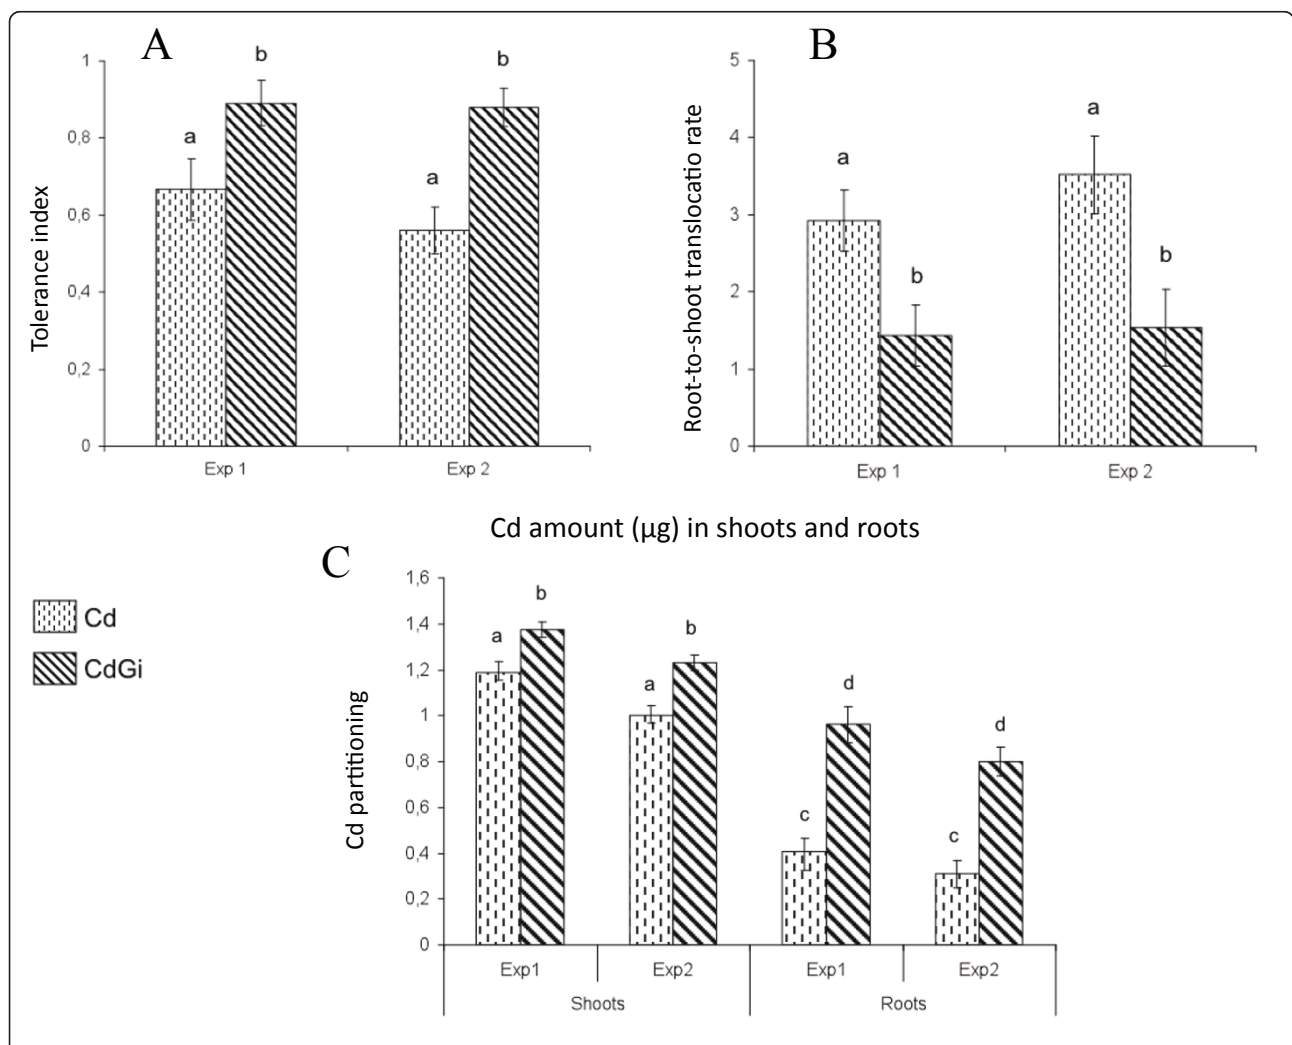 A
1
0,8
0,6
0,4
0,2
0
Tolerance index
b
a
b
a
Exp 1
Exp 2
B
5
4
3
2
1
0
Root-to-shoot translocatio rate
a
b
a
b
Exp 1
Exp 2
Cd
CdGi
Cd amount (µg) in shoots and roots
C
1,6
1,4
1,2
1
0,8
0,6
0,4
0,2
0
Cd partitioning
a
b
a
b
c
d
c
d
Exp1
Exp2
Exp1
Exp2
Shoots
Roots